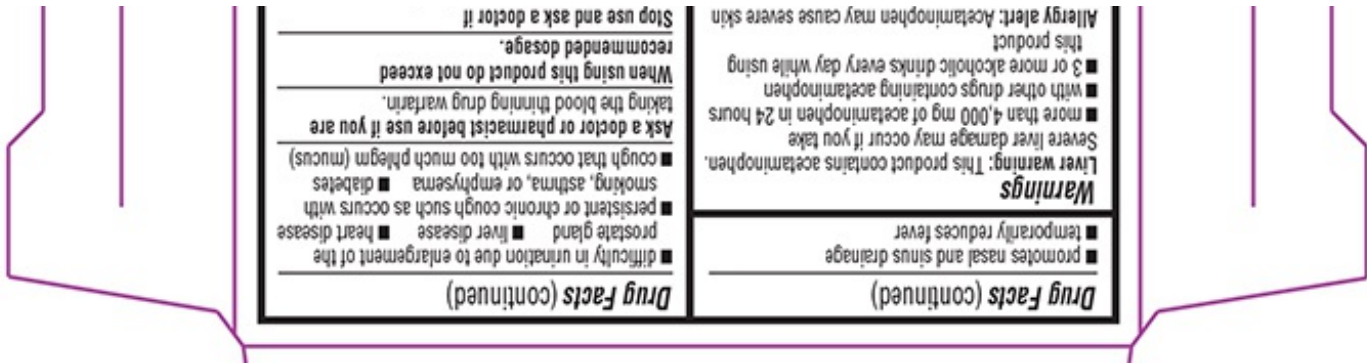 Drug Facts (continued)
■ promotes nasal and sinus drainage
■ temporarily reduces fever
Warnings
Liver warning: This product contains acetaminophen.
Severe liver damage may occur if you take
■ more than 4,000 mg of acetaminophen in 24 hours
■ with other drugs containing acetaminophen
■ 3 or more alcoholic drinks every day while using
this product
Allergy alert: Acetaminophen may cause severe skin
Drug Facts (continued)
■ difficulty in urination due to enlargement of the
prostate gland ■ liver disease ■ heart disease
■ persistent or chronic cough such as occurs with
smoking, asthma, or emphysema ■ diabetes
■ cough that occurs with too much phlegm (mucus)
Ask a doctor or pharmacist before use if you are
taking the blood thinning drug warfarin.
When using this product do not exceed
recommended dosage.
Stop use and ask a doctor if